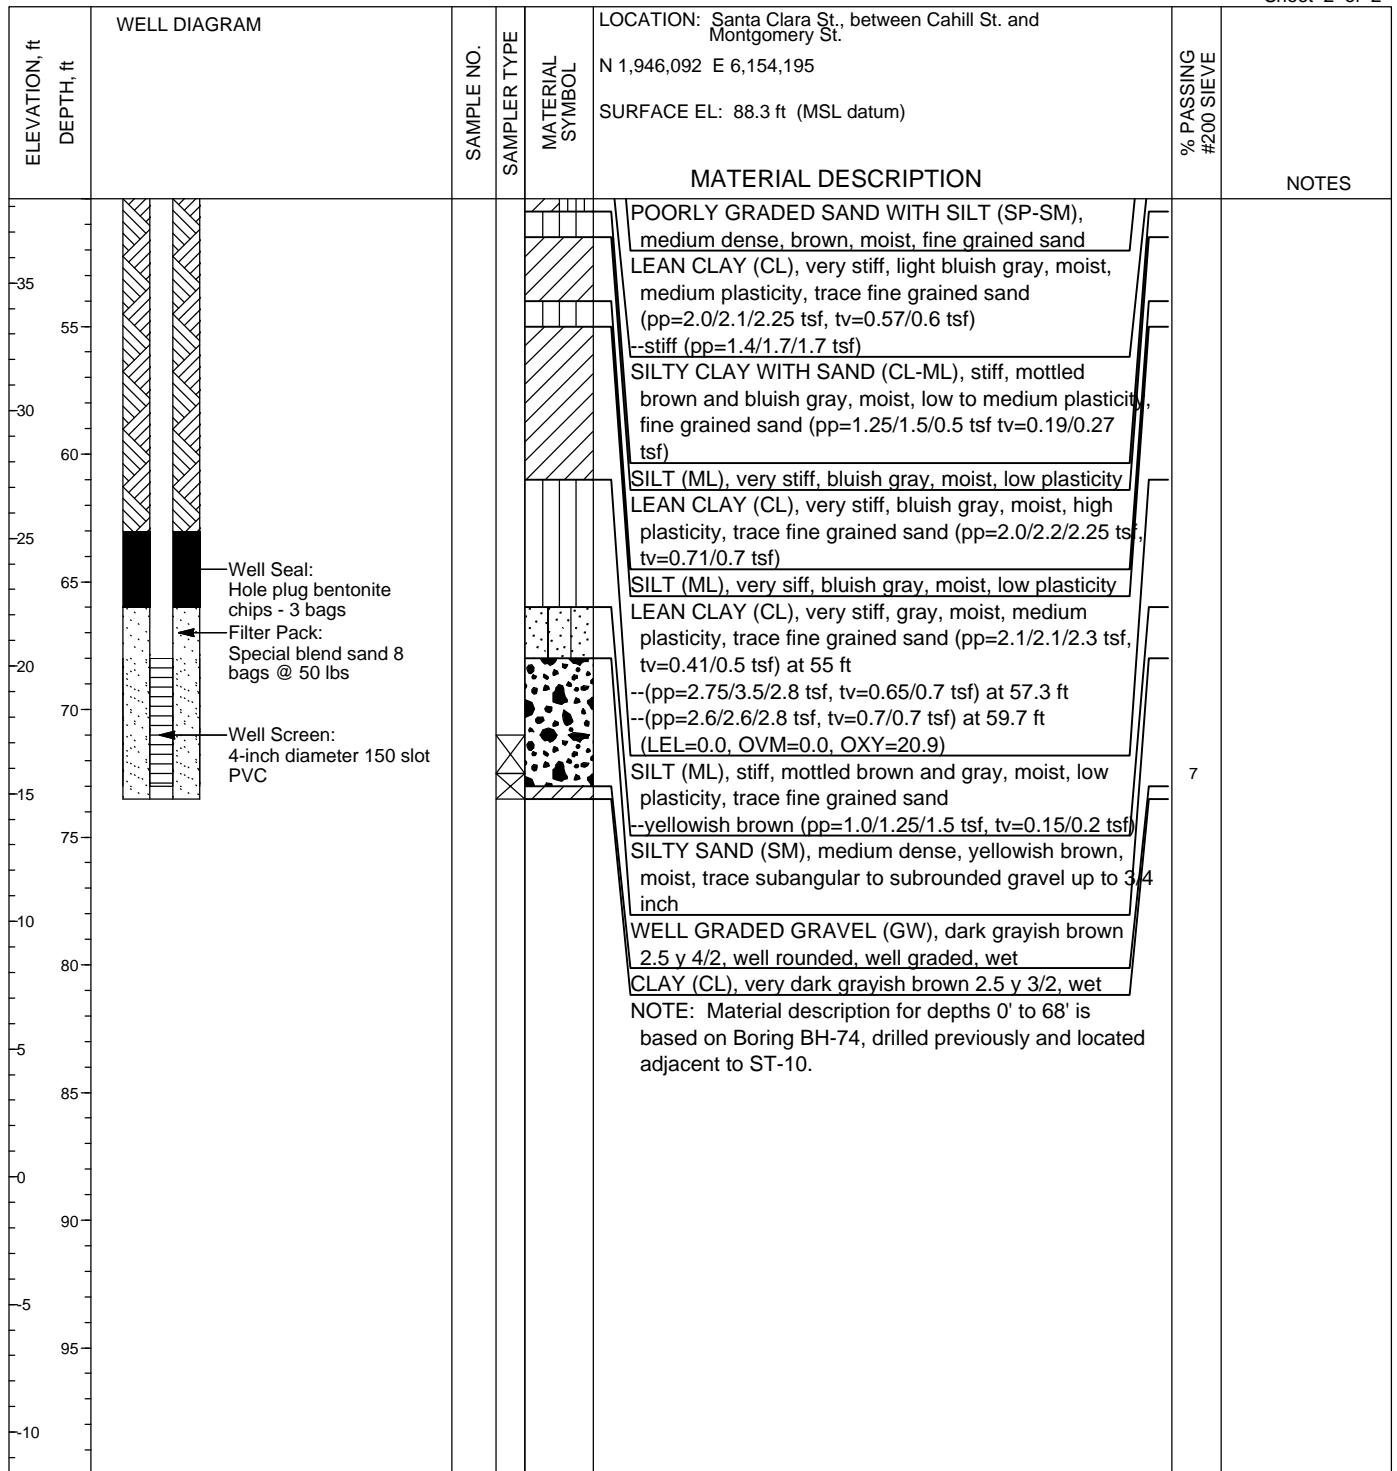 Sheet 2 of 2
ELEVATION, ft
DEPTH, ft
WELL DIAGRAM
SAMPLE NO.
SAMPLER TYPE
MATERIAL
SYMBOL
LOCATION: Santa Clara St., between Cahill St. and
Montgomery St.
N 1,946,092 E 6,154,195
SURFACE EL: 88.3 ft (MSL datum)
MATERIAL DESCRIPTION
% PASSING
#200 SIEVE
NOTES
POORLY GRADED SAND WITH SILT (SP-SM),
medium dense, brown, moist, fine grained sand
LEAN CLAY (CL), very stiff, light bluish gray, moist,
medium plasticity, trace fine grained sand
(pp=2.0/2.1/2.25 tsf, tv=0.57/0.6 tsf)
--stiff (pp=1.4/1.7/1.7 tsf)
SILTY CLAY WITH SAND (CL-ML), stiff, mottled
brown and bluish gray, moist, low to medium plasticity,
fine grained sand (pp=1.25/1.5/0.5 tsf tv=0.19/0.27
tsf)
SILT (ML), very stiff, bluish gray, moist, low plasticity
LEAN CLAY (CL), very stiff, bluish gray, moist, high
plasticity, trace fine grained sand (pp=2.0/2.2/2.25 tsf,
tv=0.71/0.7 tsf)
SILT (ML), very siff, bluish gray, moist, low plasticity
LEAN CLAY (CL), very stiff, gray, moist, medium
plasticity, trace fine grained sand (pp=2.1/2.1/2.3 tsf,
tv=0.41/0.5 tsf) at 55 ft
--(pp=2.75/3.5/2.8 tsf, tv=0.65/0.7 tsf) at 57.3 ft
--(pp=2.6/2.6/2.8 tsf, tv=0.7/0.7 tsf) at 59.7 ft
(LEL=0.0, OVM=0.0, OXY=20.9)
SILT (ML), stiff, mottled brown and gray, moist, low
plasticity, trace fine grained sand
--yellowish brown (pp=1.0/1.25/1.5 tsf, tv=0.15/0.2 tsf)
SILTY SAND (SM), medium dense, yellowish brown,
moist, trace subangular to subrounded gravel up to 3/4
inch
WELL GRADED GRAVEL (GW), dark grayish brown
2.5 y 4/2, well rounded, well graded, wet
CLAY (CL), very dark grayish brown 2.5 y 3/2, wet
NOTE: Material description for depths 0' to 68' is
based on Boring BH-74, drilled previously and located
adjacent to ST-10.
Well Seal:
Hole plug bentonite
chips - 3 bags
Filter Pack:
Special blend sand 8
bags @ 50 lbs
Well Screen:
4-inch diameter 150 slot
PVC
7
35
55
30
60
25
65
20
70
15
75
10
80
5
85
0
90
-5
95
-10